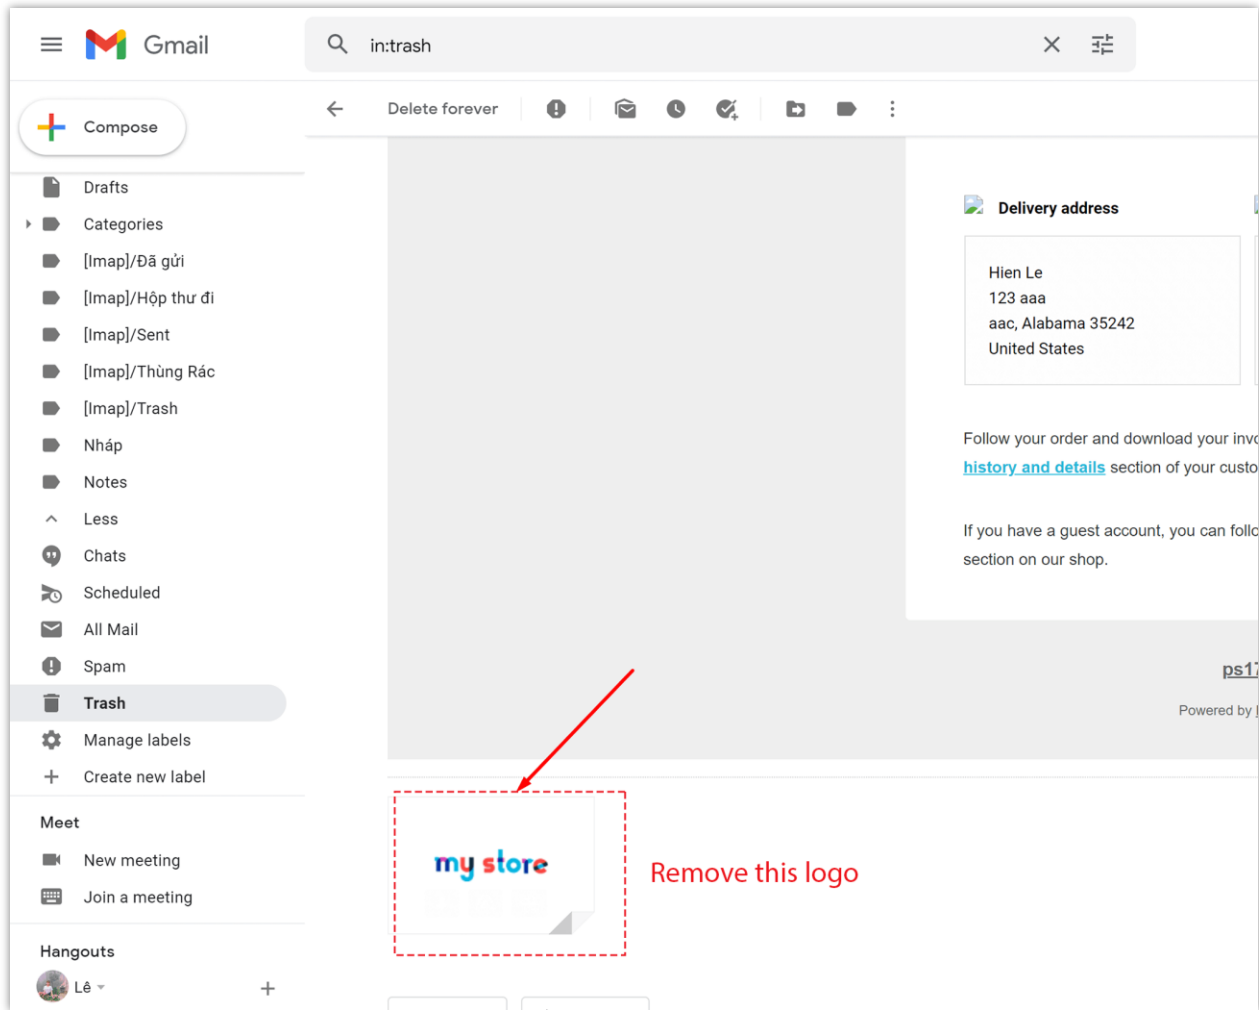 Gmail
in:trash
Compose
Delete forever
Drafts
Categories
[Imap]/Đã gửi
[Imap]/Hộp thư đi
[Imap]/Sent
[Imap]/Thùng Rác
[Imap]/Trash
Nháp
Notes
Less
Chats
Scheduled
All Mail
Spam
Trash
Manage labels
Create new label
Meet
New meeting
Join a meeting
Hangouts
Lê
Delivery address
Hien Le
123 aaa
aac, Alabama 35242
United States
Follow your order and download your
history and details section of your
If you have a guest account, you can
section on our shop.
ps17
Powered by
my store
Remove this logo